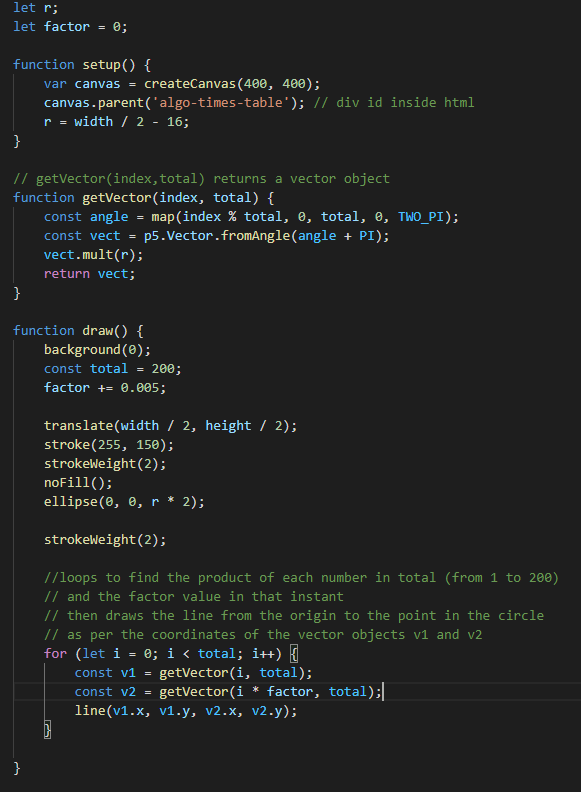 let r;
let factor = 0;

function setup() {
    var canvas = createCanvas(400, 400);
    canvas.parent('algo-times-table'); // div id inside html
    r = width / 2 - 16;
}

// getVector(index,total) returns a vector object
function getVector(index, total) {
    const angle = map(index % total, 0, total, 0, TWO_PI);
    const vect = p5.Vector.fromAngle(angle + PI);
    vect.mult(r);
    return vect;
}

function draw() {
    background(0);
    const total = 200;
    factor += 0.005;

    translate(width / 2, height / 2);
    stroke(255, 150);
    strokeWeight(2);
    noFill();
    ellipse(0, 0, r * 2);

    strokeWeight(2);

    //loops to find the product of each number in total (from 1 to 200)
    // and the factor value in that instant
    // then draws the line from the origin to the point in the circle
    // as per the coordinates of the vector objects v1 and v2
    for (let i = 0; i < total; i++) {
        const v1 = getVector(i, total);
        const v2 = getVector(i * factor, total);
        line(v1.x, v1.y, v2.x, v2.y);
    }

}